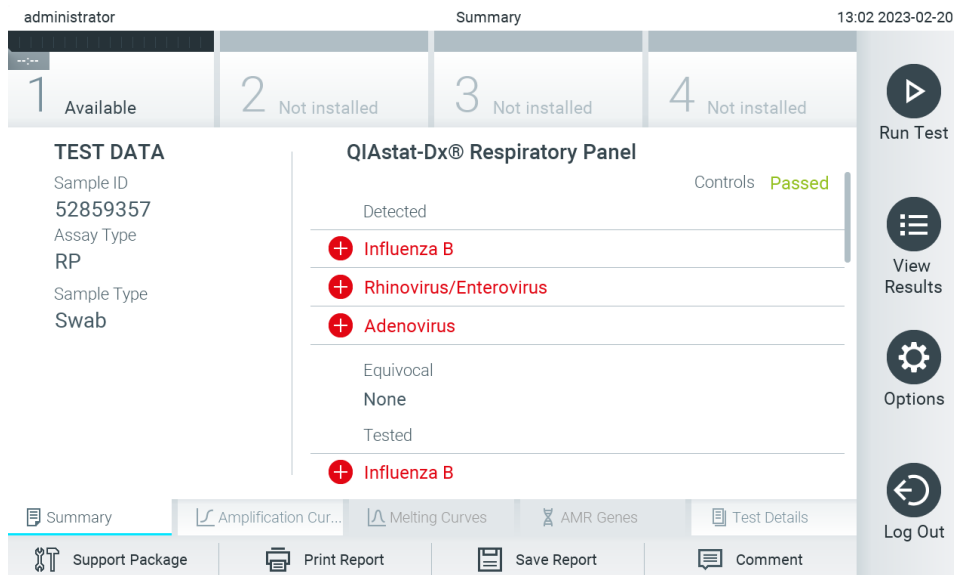 administrator Summary 13:02 2023-02-20
--:--
1 Available 2 Not installed 3 Not installed 4 Not installed
Run Test
TEST DATA
Sample ID
52859357
Assay Type
RP
Sample Type
Swab
QIAstat-Dx® Respiratory Panel
Controls Passed
Detected
Influenza B
Rhinovirus/Enterovirus
Adenovirus
Equivocal
None
Tested
Influenza B
View
Results
Options
Log Out
Summary Amplification Cur... Melting Curves AMR Genes Test Details
Support Package Print Report Save Report Comment